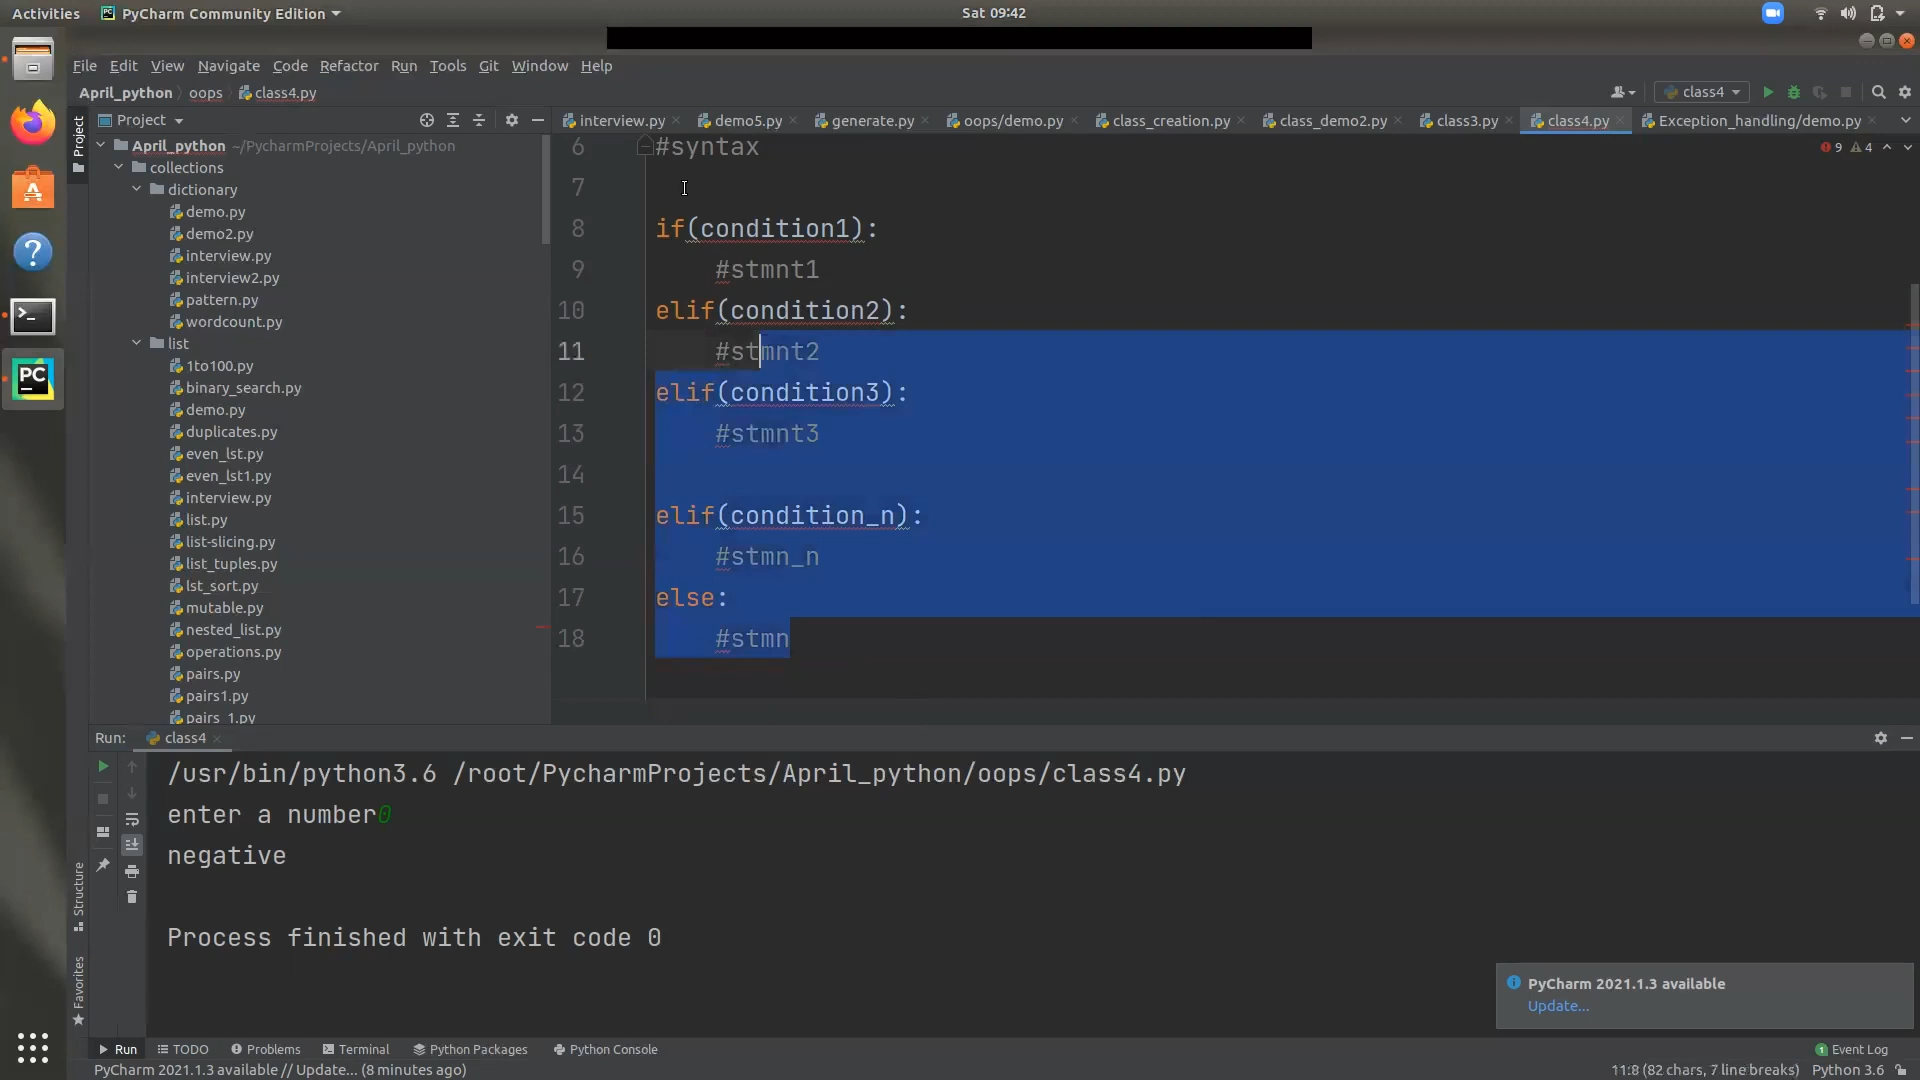 Activities
PyCharm Community Edition
Sat 09:42
File Edit View Navigate Code Refactor Run Tools Git Window Help
April_python oops class4.py
class4
Project
Project
interview.py demo5.py generate.py oops/demo.py class_creation.py class_demo2.py class3.py class4.py Exception_handling/demo.py
April_python ~/PycharmProjects/April_python
collections
dictionary
demo.py
demo2.py
interview.py
interview2.py
pattern.py
wordcount.py
list
1to100.py
binary_search.py
demo.py
duplicates.py
even_lst.py
even_lst1.py
interview.py
list.py
list-slicing.py
list_tuples.py
lst_sort.py
mutable.py
nested_list.py
operations.py
pairs.py
pairs1.py
pairs_1.py
9 4
6 #syntax
7
8 if(condition1):
9 #stmnt1
10 elif(condition2):
11 #stmnt2
12 elif(condition3):
13 #stmnt3
14
15 elif(condition_n):
16 #stmn_n
17 else:
18 #stmn
Run: class4
/usr/bin/python3.6 /root/PycharmProjects/April_python/oops/class4.py
enter a number0
negative
Process finished with exit code 0
Structure
Favorites
PyCharm 2021.1.3 available
Update...
Run TODO Problems Terminal Python Packages Python Console
1 Event Log
PyCharm 2021.1.3 available // Update... (8 minutes ago)
11:8 (82 chars, 7 line breaks) Python 3.6